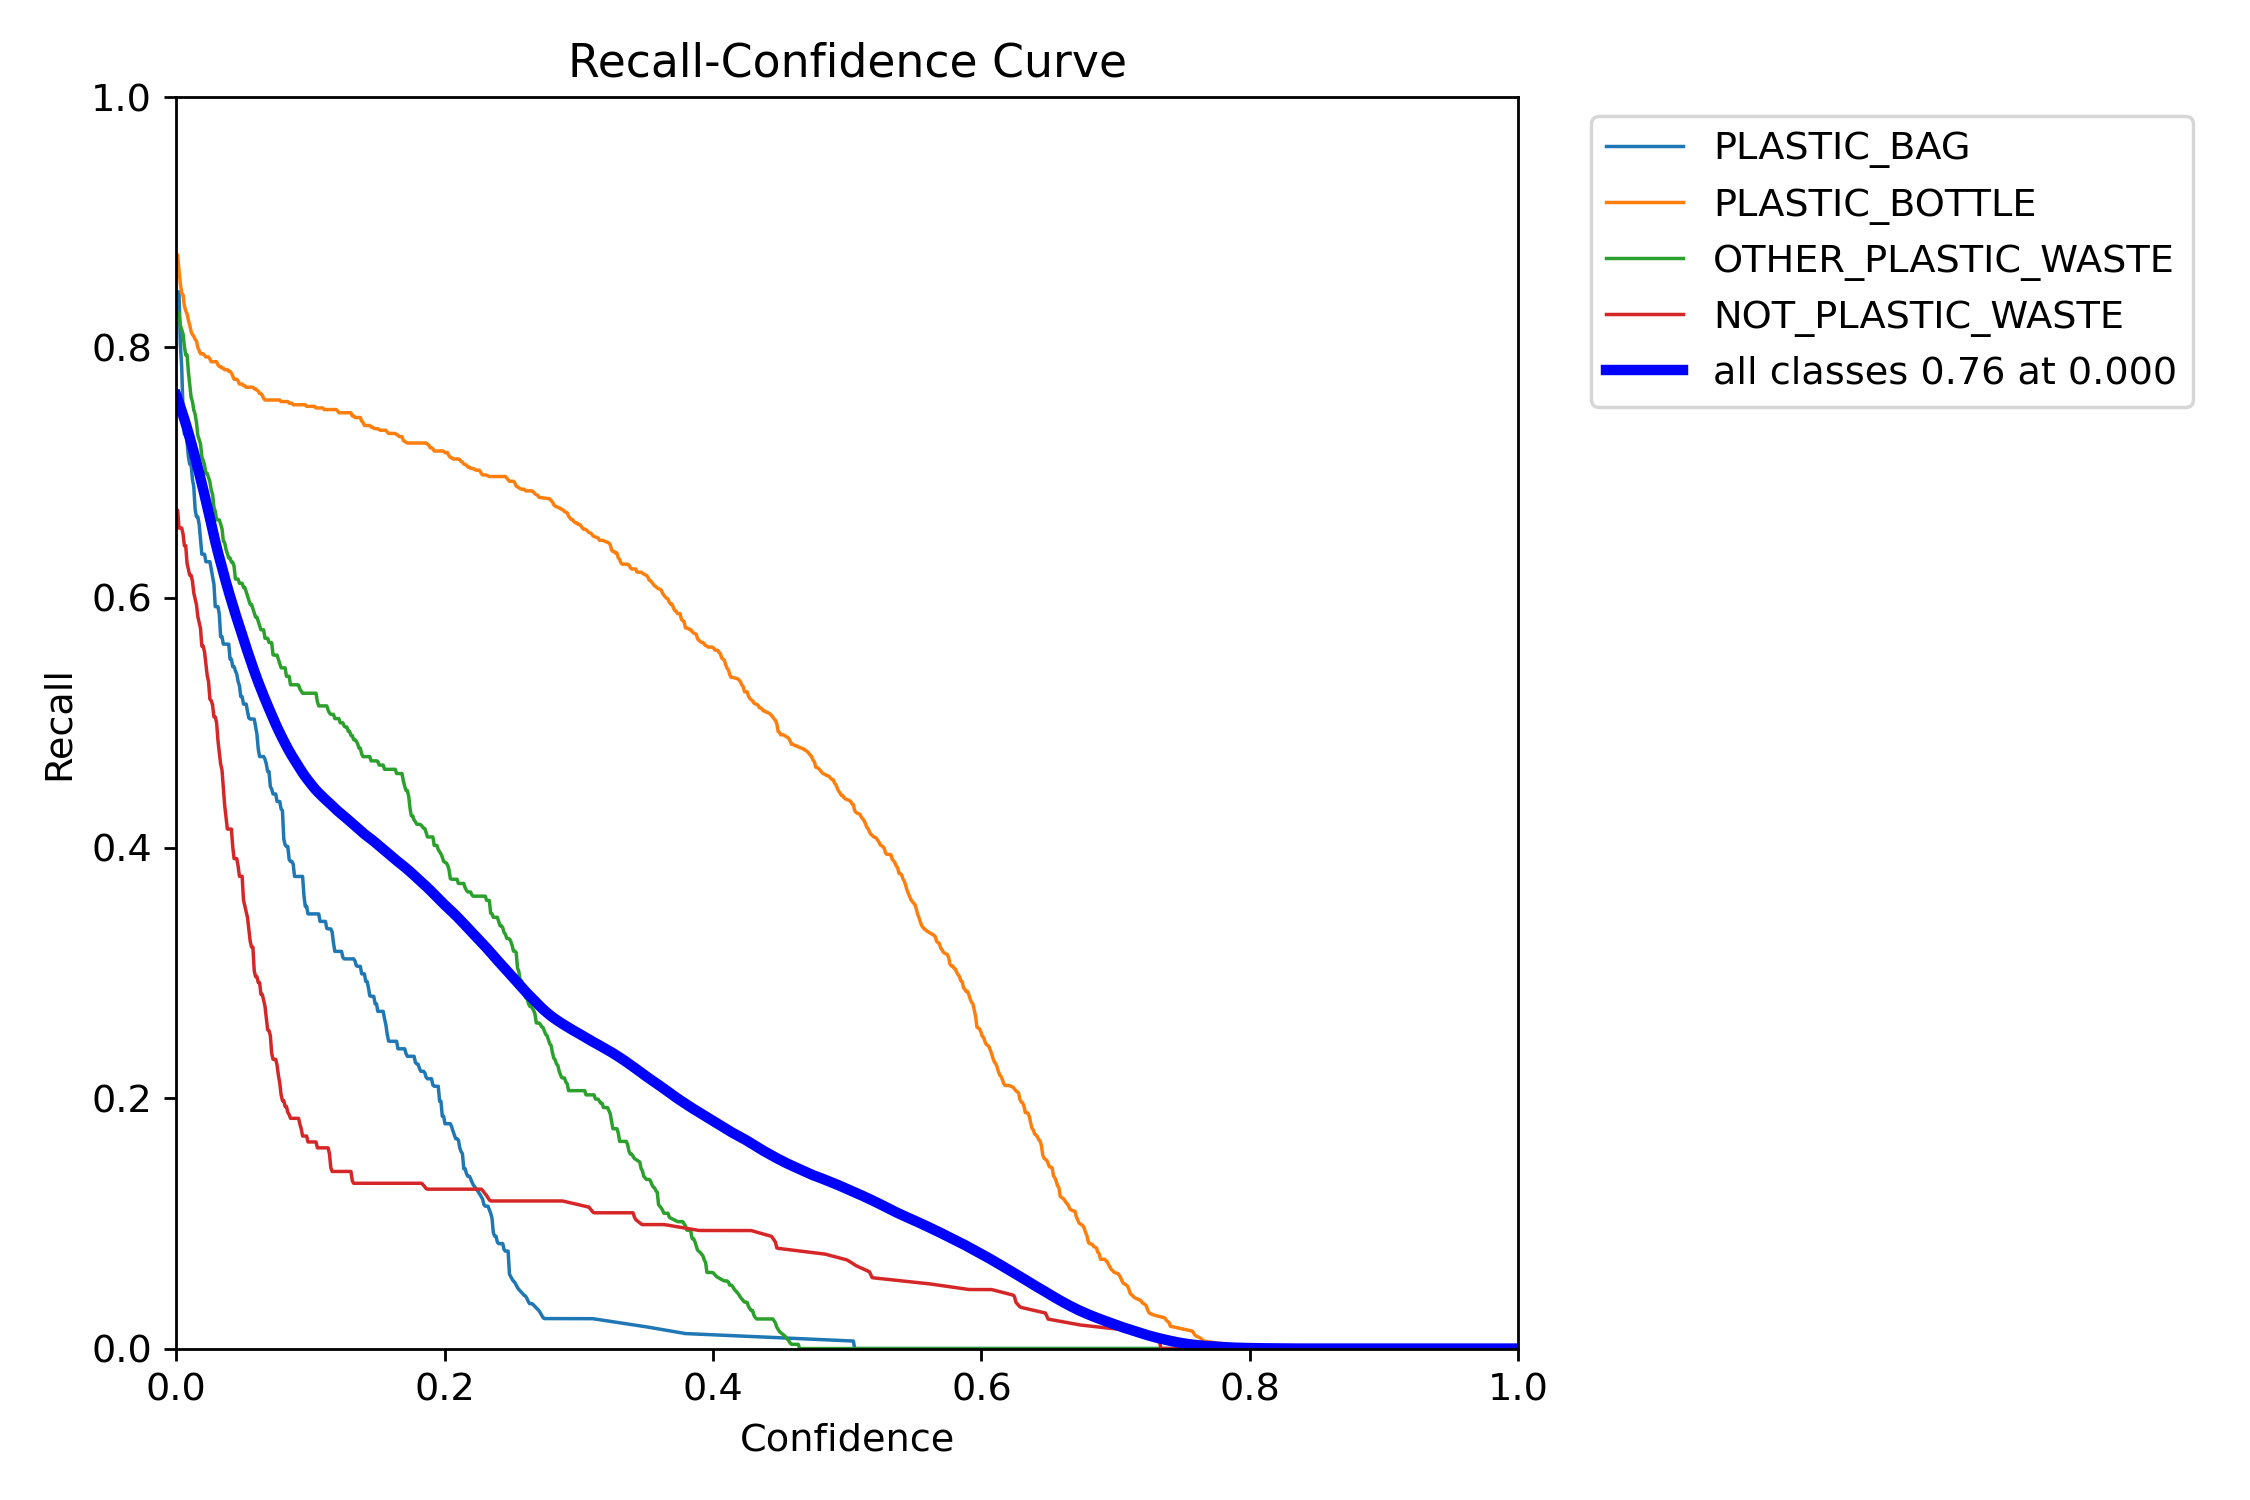 Recall-Confidence Curve
1.0
0.8
0.6
0.4
0.2
0.0
Recall
0.0 0.2 0.4 0.6 0.8 1.0
Confidence
PLASTIC_BAG
PLASTIC_BOTTLE
OTHER_PLASTIC_WASTE
NOT_PLASTIC_WASTE
all classes 0.76 at 0.000